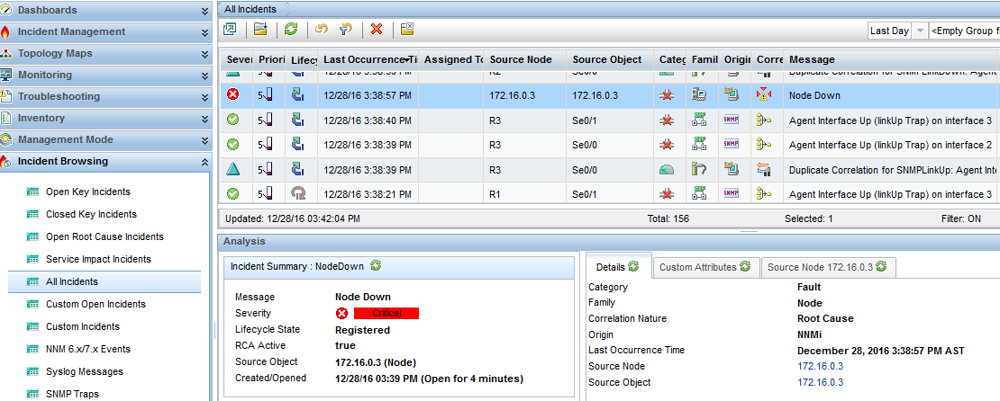 Dashboards
Incident Management
Topology Maps
Monitoring
Troubleshooting
Inventory
Management Mode
Incident Browsing
Open Key Incidents
Closed Key Incidents
Open Root Cause Incidents
Service Impact Incidents
All Incidents
Custom Open Incidents
Custom Incidents
NNM 6.x/7.x Events
Syslog Messages
SNMP Traps
All Incidents
Last Day <Empty Group f
Sever Priori Lifecy Last Occurrence Ti Assigned To Source Node Source Object Cate Famil Origin Corre Message
12/28/16 3:38:57 PM 172.16.0.3 172.16.0.3 Node Down
5 12/28/16 3:38:40 PM R3 Se0/1 SNMP Agent Interface Up (linkUp Trap) on interface 3
5 12/28/16 3:38:39 PM R3 Se0/0 SNMP Agent Interface Up (linkUp Trap) on interface 2
5 12/28/16 3:38:39 PM R3 Se0/0 Duplicate Correlation for SNMPLinkUp: Agent Inte
5 12/28/16 3:38:21 PM R1 Se0/1 SNMP Agent Interface Up (linkUp Trap) on interface 3
Updated: 12/28/16 03:42:04 PM Total: 156 Selected: 1 Filter: ON
Analysis
Incident Summary : NodeDown
Message Node Down
Severity Critical
Lifecycle State Registered
RCA Active true
Source Object 172.16.0.3 (Node)
Created/Opened 12/28/16 03:39 PM (Open for 4 minutes)
Details Custom Attributes Source Node 172.16.0.3
Category Fault
Family Node
Correlation Nature Root Cause
Origin NNMi
Last Occurrence Time December 28, 2016 3:38:57 PM AST
Source Node 172.16.0.3
Source Object 172.16.0.3